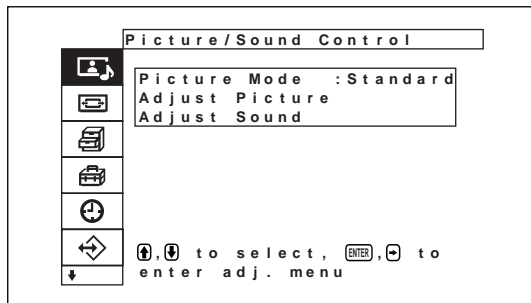 Picture/Sound Control
Picture Mode :Standard
Adjust Picture
Adjust Sound
↑,↓ to select, ENTER,→ to
enter adj. menu